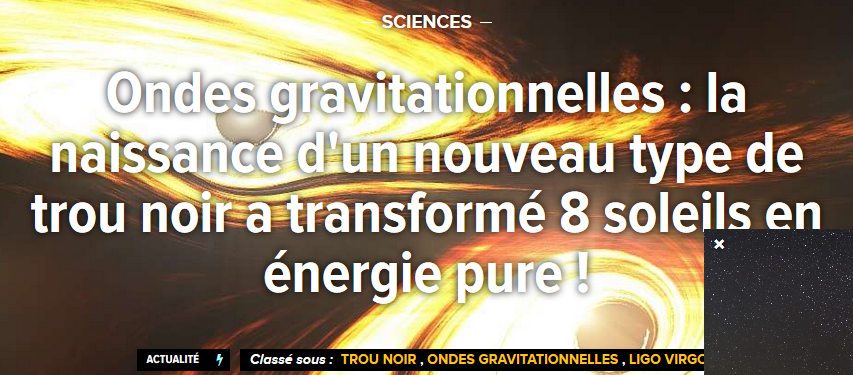 — SCIENCES —
Ondes gravitationnelles : la
naissance d'un nouveau type de
trou noir a transformé 8 soleils en
énergie pure !
ACTUALITÉ
Classé sous : TROU NOIR , ONDES GRAVITATIONNELLES , LIGO VIRGO